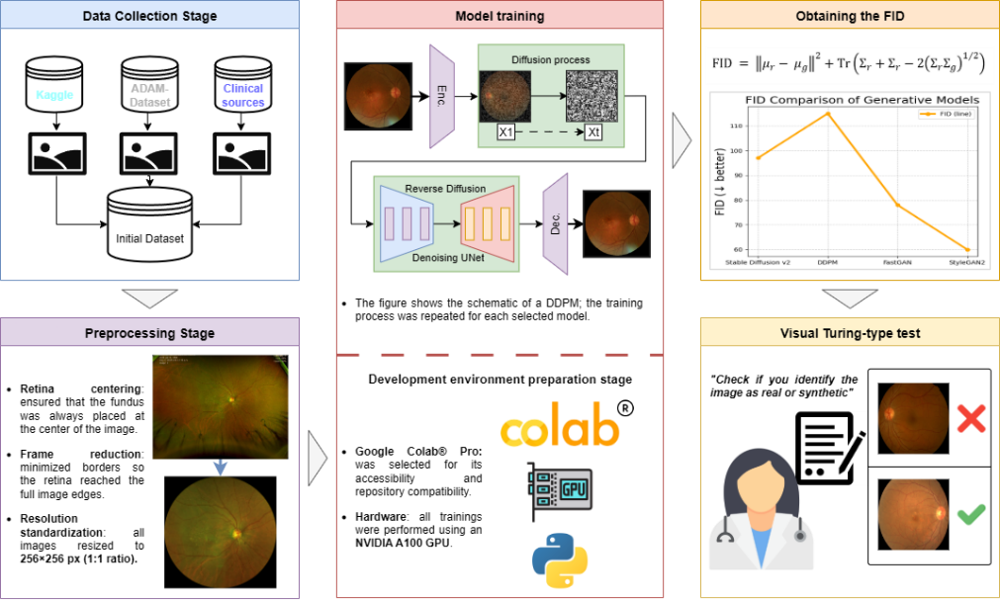 Data Collection Stage
Kaggle
ADAM-
Dataset
Clinical
sources
Initial Dataset
Preprocessing Stage
• Retina centering:
ensured that the fundus
was always placed at
the center of the image.
• Frame reduction:
minimized borders so
the retina reached the
full image edges.
• Resolution
standardization: all
images resized to
256×256 px (1:1 ratio).
Model training
Enc.
Diffusion process
X1
Xt
Reverse Diffusion
Denoising UNet
Dec.
• The figure shows the schematic of a DDPM; the training
process was repeated for each selected model.
Development environment preparation stage
colab ®
• Google Colab® Pro:
was selected for its
accessibility and
repository compatibility.
• Hardware: all trainings
were performed using an
NVIDIA A100 GPU.
GPU
Obtaining the FID
FID = ‖μr − μg‖² + Tr(Σr + Σr − 2(ΣrΣg)^1/2)
FID Comparison of Generative Models
FID (line)
FID (↓ better)
110
100
90
80
70
60
Stable Diffusion v2
DDPM
FastGAN
StyleGAN2
Visual Turing-type test
"Check if you identify the
image as real or synthetic"